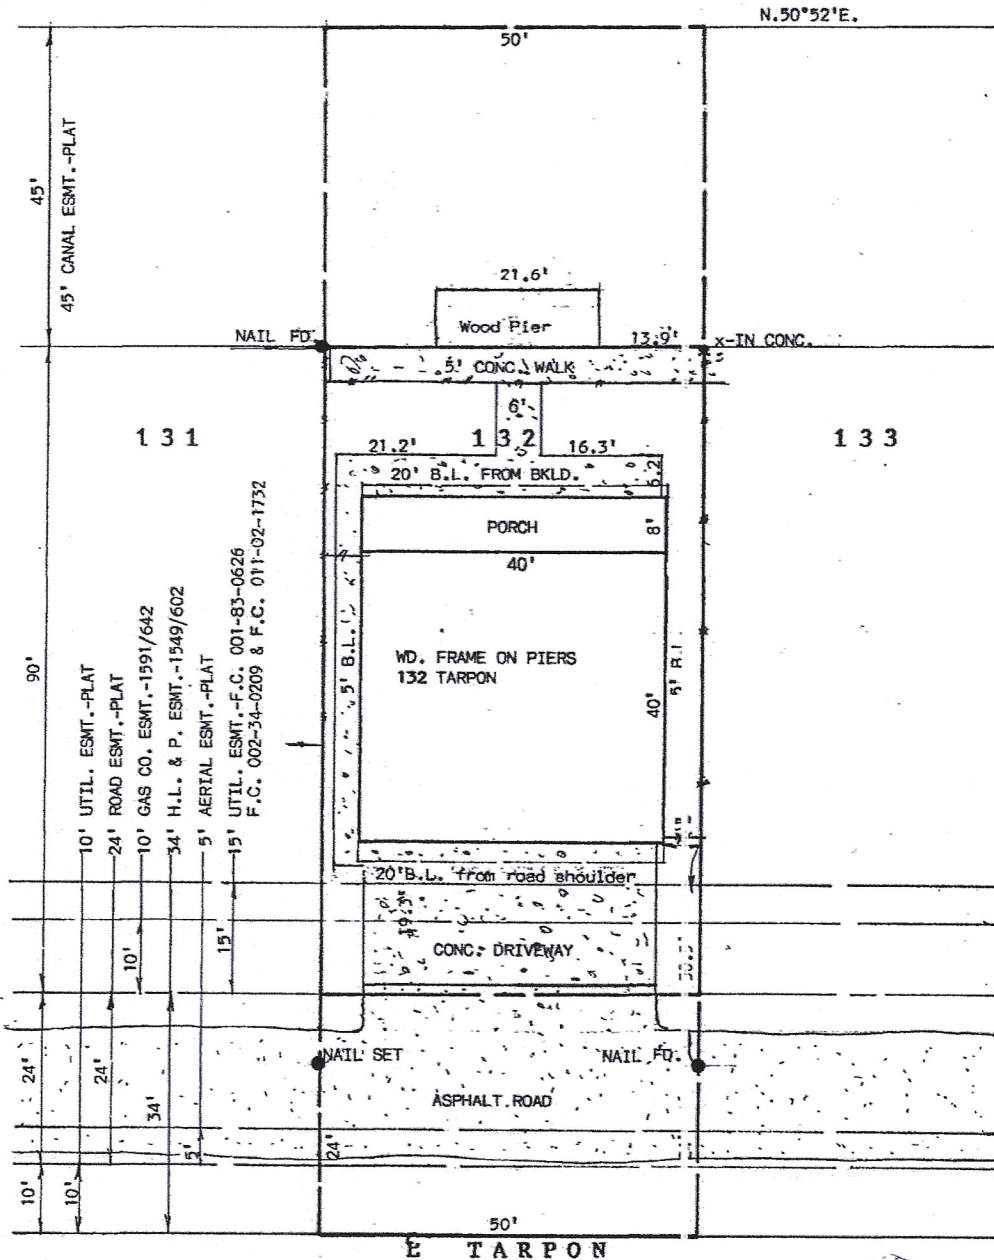 N.50°52'E.
50'
45'
45' CANAL ESMT.-PLAT
21.6'
Wood Pier
NAIL FD.
13.9'
x-IN CONC.
5' CONC. WALK
6'
131
132
133
21.2'
16.3'
20' B.L. FROM BKLD.
5.2
PORCH
8'
40'
WD. FRAME ON PIERS
132 TARPON
5' B.L.
40'
90'
10' UTIL. ESMT.-PLAT
24' ROAD ESMT.-PLAT
10' GAS CO. ESMT.-1591/642
34' H.L. & P. ESMT.-1549/602
5' AERIAL ESMT.-PLAT
15' UTIL. ESMT.-F.C. 001-83-0626
F.C. 002-34-0209 & F.C. 011-02-1732
20'B.L. from road shoulder
19.3'
CONC. DRIVEWAY
10'
15'
NAIL SET
NAIL FD.
ASPHALT ROAD
24'
24'
34'
5'
24'
10'
10'
50'
TARPON